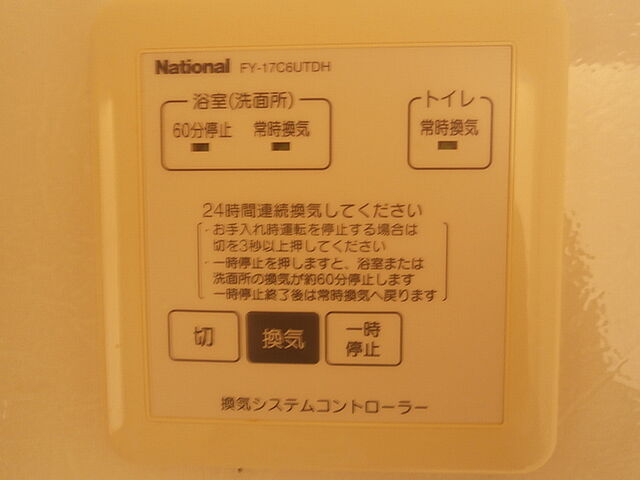 National FY-17C6UTDH
浴室(洗面所)
60分停止 常時換気
トイレ
常時換気
24時間連続換気してください
・お手入れ時運転を停止する場合は
切を3秒以上押してください
・一時停止を押しますと、浴室または
洗面所の換気が約60分停止します
一時停止終了後は常時換気へ戻ります
切
換気
一時
停止
換気システムコントローラー